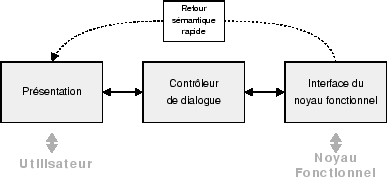 Retour
sémantique
rapide
Présentation
Contrôleur
de dialogue
Interface du
noyau fonctionnel
Utilisateur
Noyau
Fonctionnel